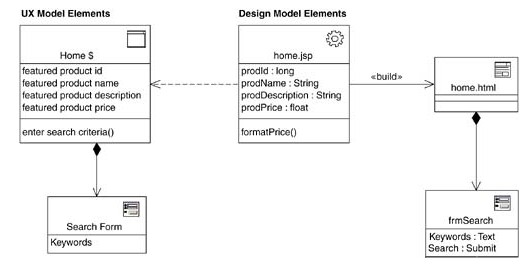 UX Model Elements
Design Model Elements
Home $
featured product id
featured product name
featured product description
featured product price
enter search criteria()
home.jsp
prodId : long
prodName : String
prodDescription : String
prodPrice : float
formatPrice()
«build»
home.html
Search Form
Keywords
frmSearch
Keywords : Text
Search : Submit